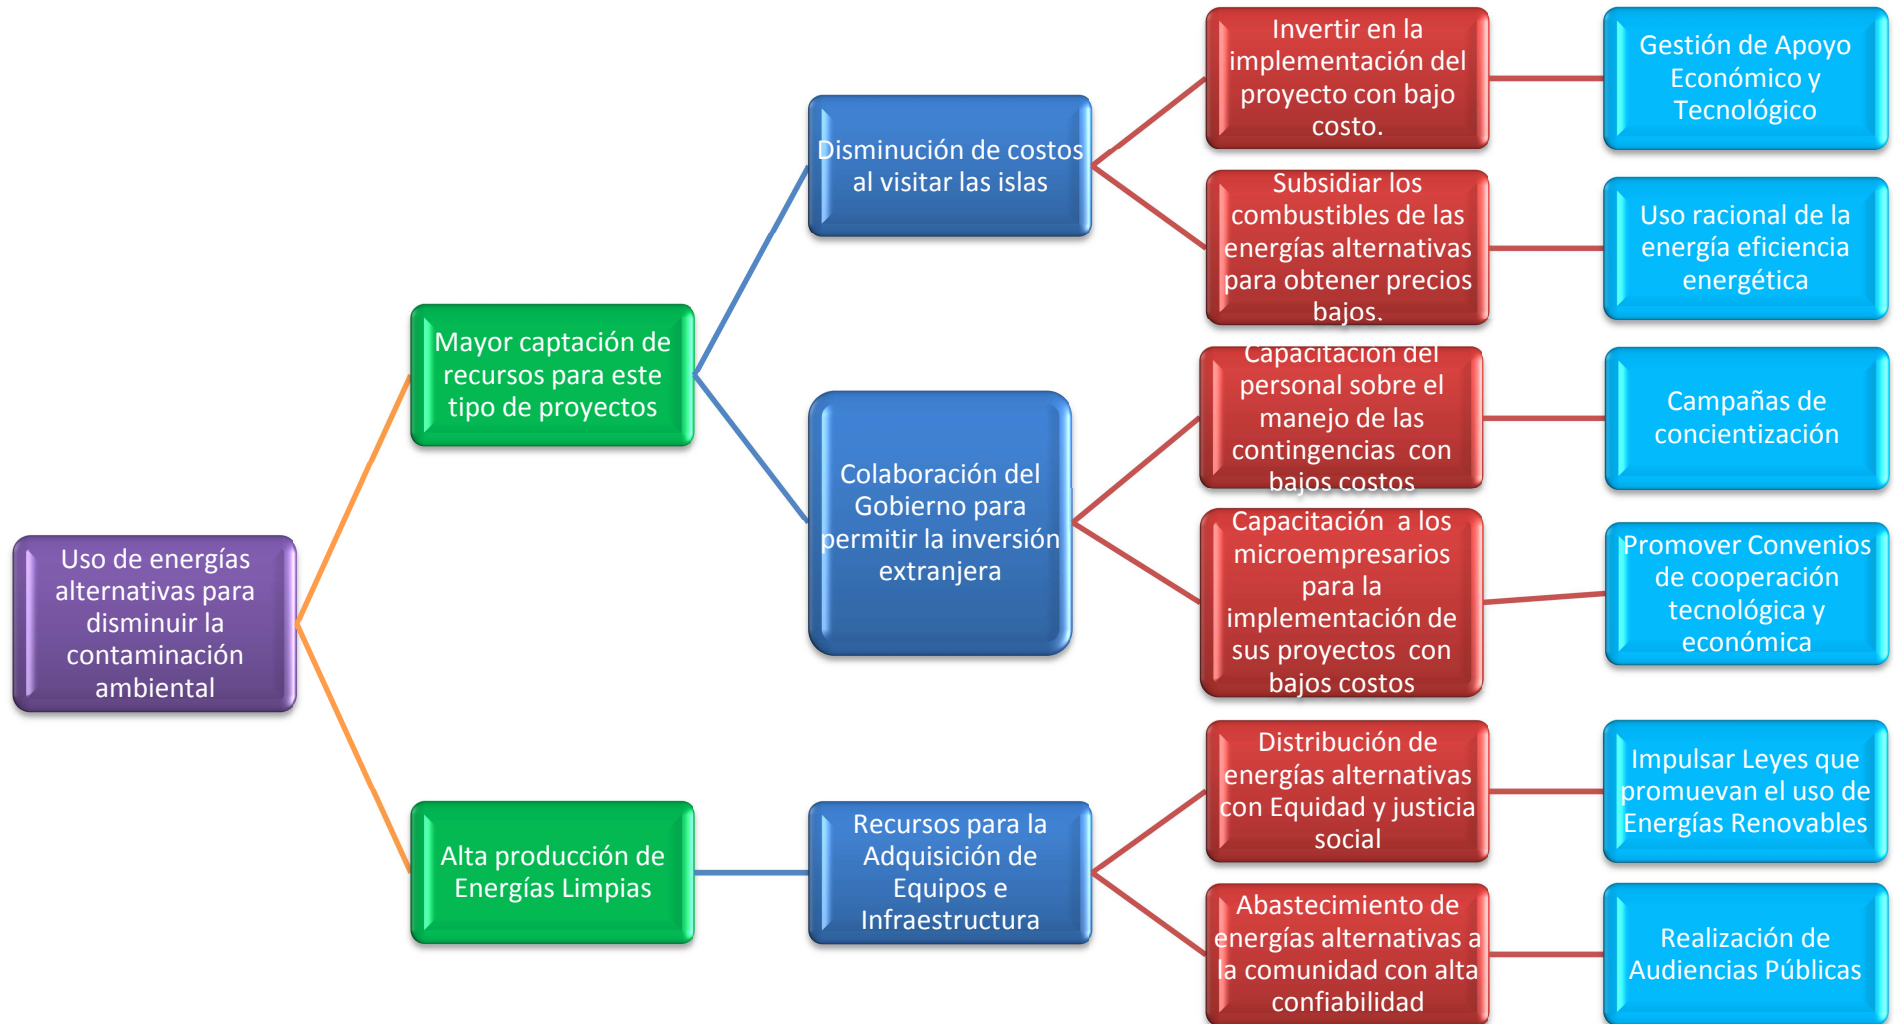 Uso de energías
alternativas para
disminuir la
contaminación
ambiental
Mayor captación de
recursos para este
tipo de proyectos
Alta producción de
Energías Limpias
Disminución de costos
al visitar las islas
Colaboración del
Gobierno para
permitir la inversión
extranjera
Recursos para la
Adquisición de
Equipos e
Infraestructura
Invertir en la
implementación del
proyecto con bajo
costo.
Subsidiar los
combustibles de las
energías alternativas
para obtener precios
bajos.
Capacitación del
personal sobre el
manejo de las
contingencias  con
bajos costos
Capacitación  a los
microempresarios
para la
implementación de
sus proyectos  con
bajos costos
Distribución de
energías alternativas
con Equidad y justicia
social
Abastecimiento de
energías alternativas a
la comunidad con alta
confiabilidad
Gestión de Apoyo
Económico y
Tecnológico
Uso racional de la
energía eficiencia
energética
Campañas de
concientización
Promover Convenios
de cooperación
tecnológica y
económica
Impulsar Leyes que
promuevan el uso de
Energías Renovables
Realización de
Audiencias Públicas